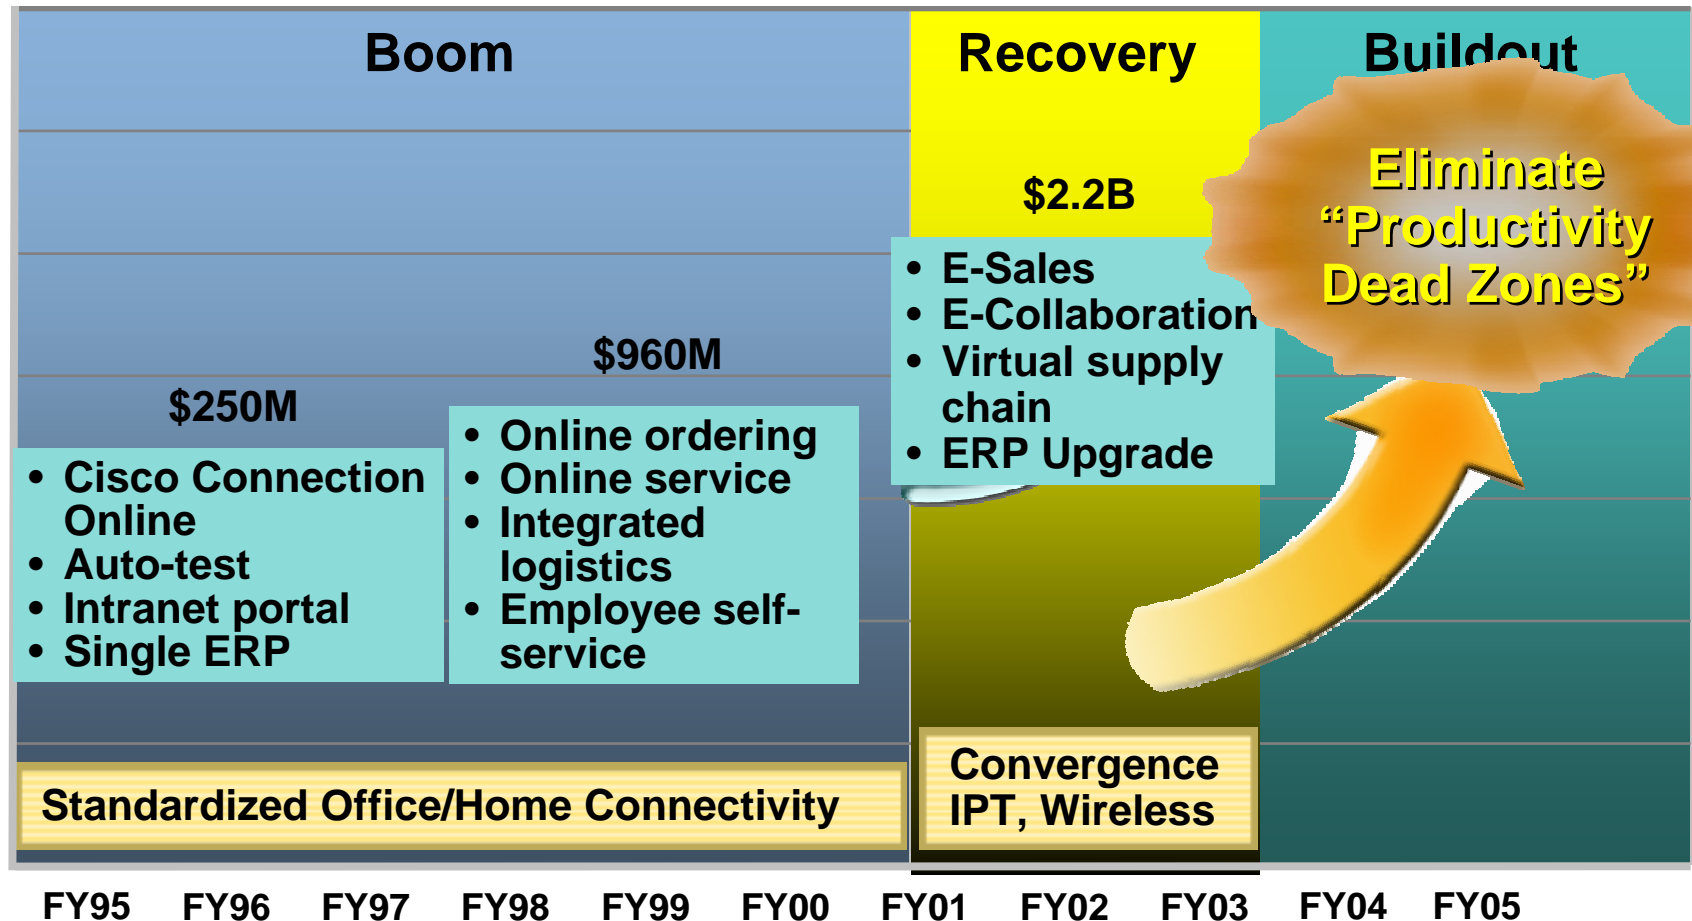 Boom
Recovery
Buildout
Eliminate
“Productivity
Dead Zones”
$2.2B
• E-Sales
• E-Collaboration
• Virtual supply
chain
• ERP Upgrade
$960M
• Online ordering
• Online service
• Integrated
logistics
• Employee self-
service
$250M
• Cisco Connection
Online
• Auto-test
• Intranet portal
• Single ERP
Standardized Office/Home Connectivity
Convergence
IPT, Wireless
FY95 FY96 FY97 FY98 FY99 FY00 FY01 FY02 FY03 FY04 FY05